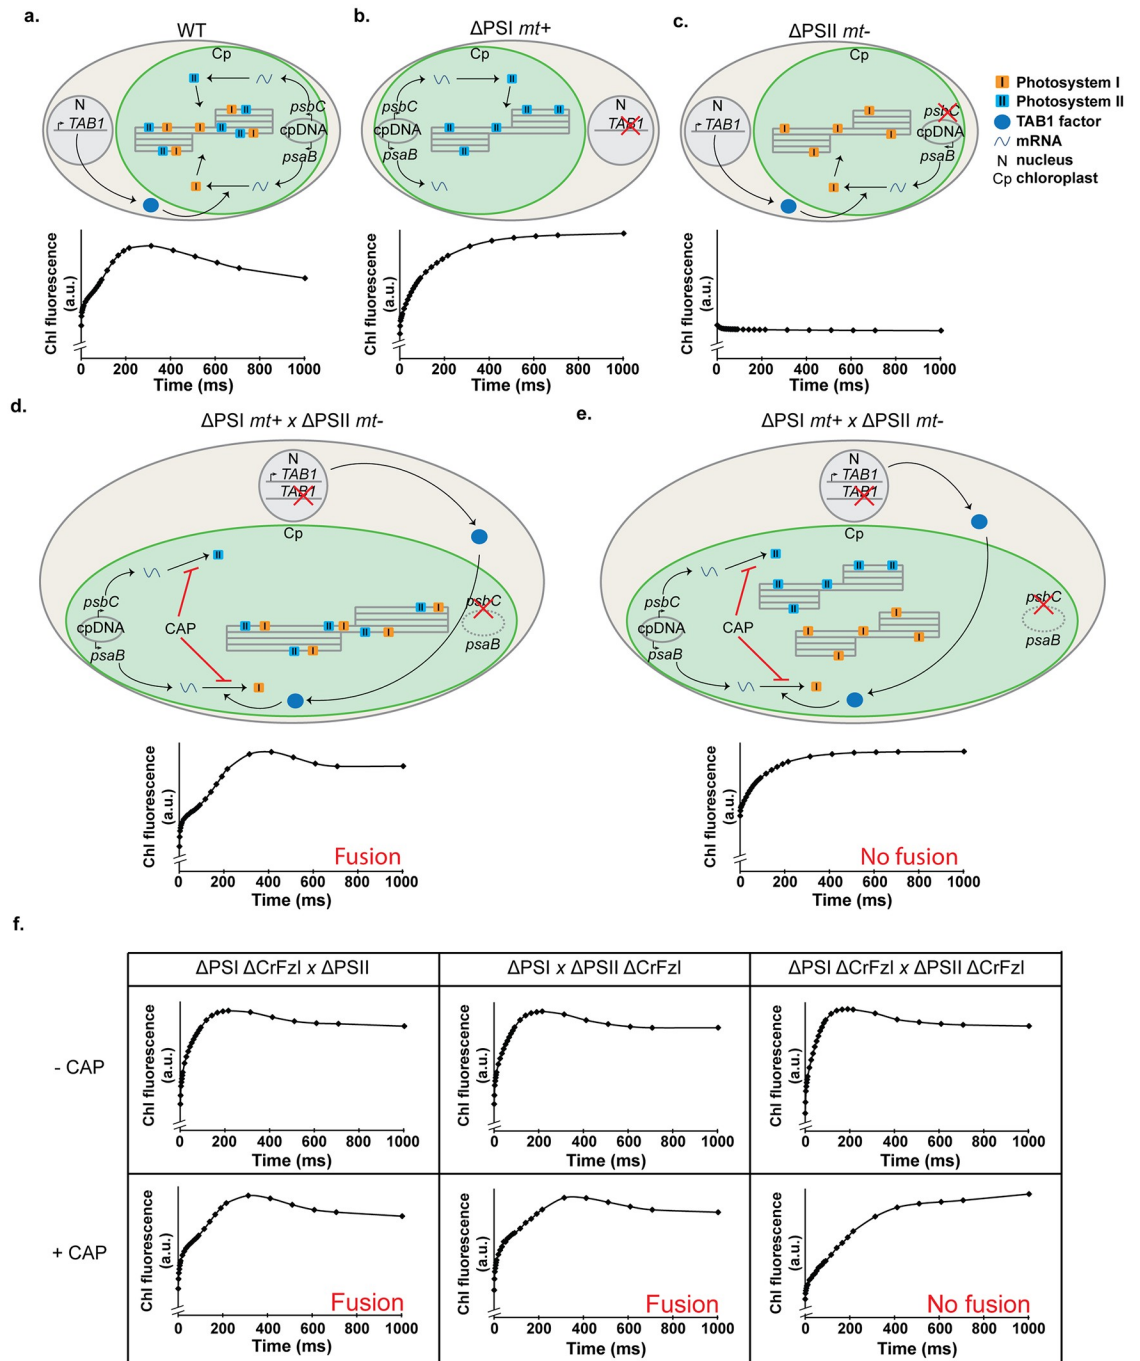 a.
WT
Cp
N
TAB1
II
mRNA
psbC
cpDNA
psaB
I
Chl fluorescence
(a.u.)
0 200 400 600 800 1000
Time (ms)
b.
ΔPSI mt+
Cp
II
psbC
cpDNA
psaB
N
TAB1
Chl fluorescence
(a.u.)
0 200 400 600 800 1000
Time (ms)
c.
ΔPSII mt-
Cp
N
TAB1
psbC
cpDNA
psaB
I
Chl fluorescence
(a.u.)
0 200 400 600 800 1000
Time (ms)
I Photosystem I
II Photosystem II
TAB1 factor
mRNA
N nucleus
Cp chloroplast
d.
ΔPSI mt+ x ΔPSII mt-
N
TAB1
TAB1
Cp
II
psbC
cpDNA
psaB
CAP
I
psbC
psaB
Chl fluorescence
(a.u.)
Fusion
0 200 400 600 800 1000
Time (ms)
e.
ΔPSI mt+ x ΔPSII mt-
N
TAB1
TAB1
Cp
II
psbC
cpDNA
psaB
CAP
I
psbC
psaB
Chl fluorescence
(a.u.)
No fusion
0 200 400 600 800 1000
Time (ms)
f.
ΔPSI ΔCrFzl x ΔPSII
ΔPSI x ΔPSII ΔCrFzl
ΔPSI ΔCrFzl x ΔPSII ΔCrFzl
- CAP
Chl fluorescence
(a.u.)
0 200 400 600 800 1000
Time (ms)
Chl fluorescence
(a.u.)
0 200 400 600 800 1000
Time (ms)
Chl fluorescence
(a.u.)
0 200 400 600 800 1000
Time (ms)
+ CAP
Chl fluorescence
(a.u.)
Fusion
0 200 400 600 800 1000
Time (ms)
Chl fluorescence
(a.u.)
Fusion
0 200 400 600 800 1000
Time (ms)
Chl fluorescence
(a.u.)
No fusion
0 200 400 600 800 1000
Time (ms)